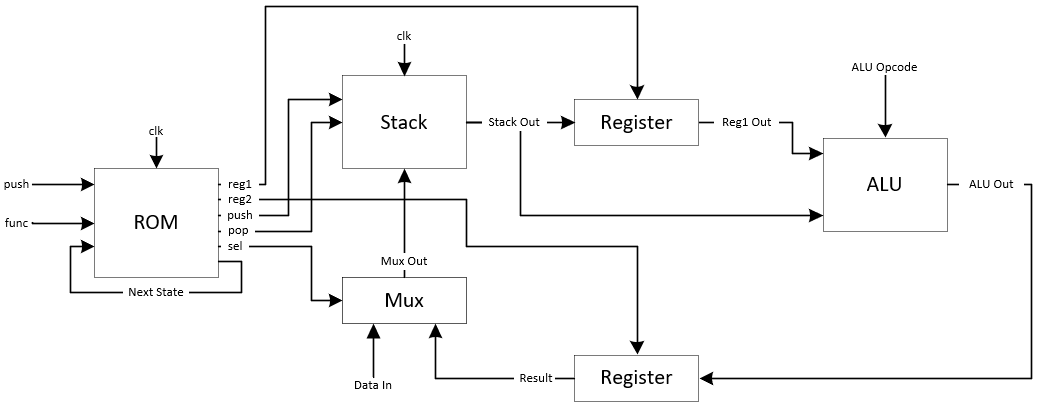 clk
Stack
Stack Out
Register
Reg1 Out
ALU Opcode
ALU
ALU Out
clk
push
func
ROM
reg1
reg2
push
pop
sel
Next State
Mux Out
Mux
Data In
Result
Register